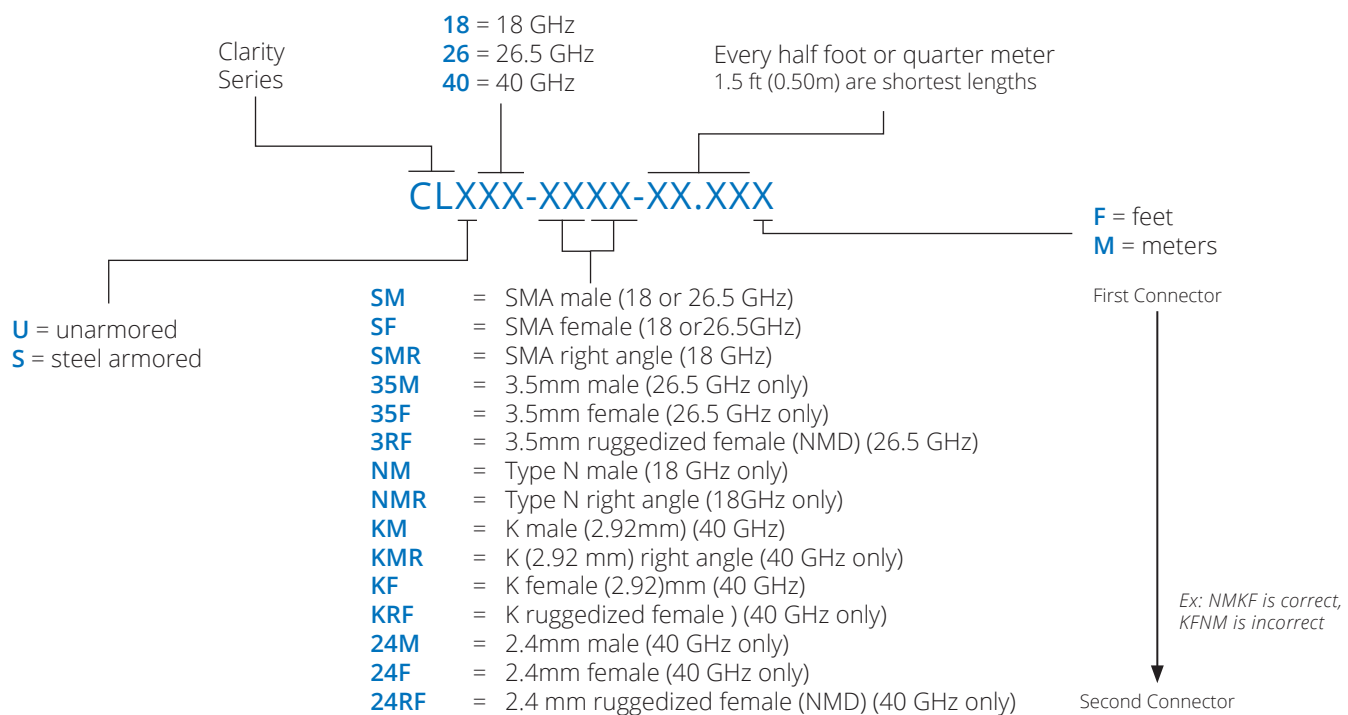 18 = 18 GHz
26 = 26.5 GHz
40 = 40 GHz
Clarity
Series
Every half foot or quarter meter
1.5 ft (0.50m) are shortest lengths
CLXXX-XXXX-XX.XXX
F = feet
M = meters
U = unarmored
S = steel armored
SM = SMA male (18 or 26.5 GHz)
SF = SMA female (18 or26.5GHz)
SMR = SMA right angle (18 GHz)
35M = 3.5mm male (26.5 GHz only)
35F = 3.5mm female (26.5 GHz only)
3RF = 3.5mm ruggedized female (NMD) (26.5 GHz)
NM = Type N male (18 GHz only)
NMR = Type N right angle (18GHz only)
KM = K male (2.92mm) (40 GHz)
KMR = K (2.92 mm) right angle (40 GHz only)
KF = K female (2.92)mm (40 GHz)
KRF = K ruggedized female ) (40 GHz only)
24M = 2.4mm male (40 GHz only)
24F = 2.4mm female (40 GHz only)
24RF = 2.4 mm ruggedized female (NMD) (40 GHz only)
First Connector
Ex: NMKF is correct,
KFNM is incorrect
Second Connector